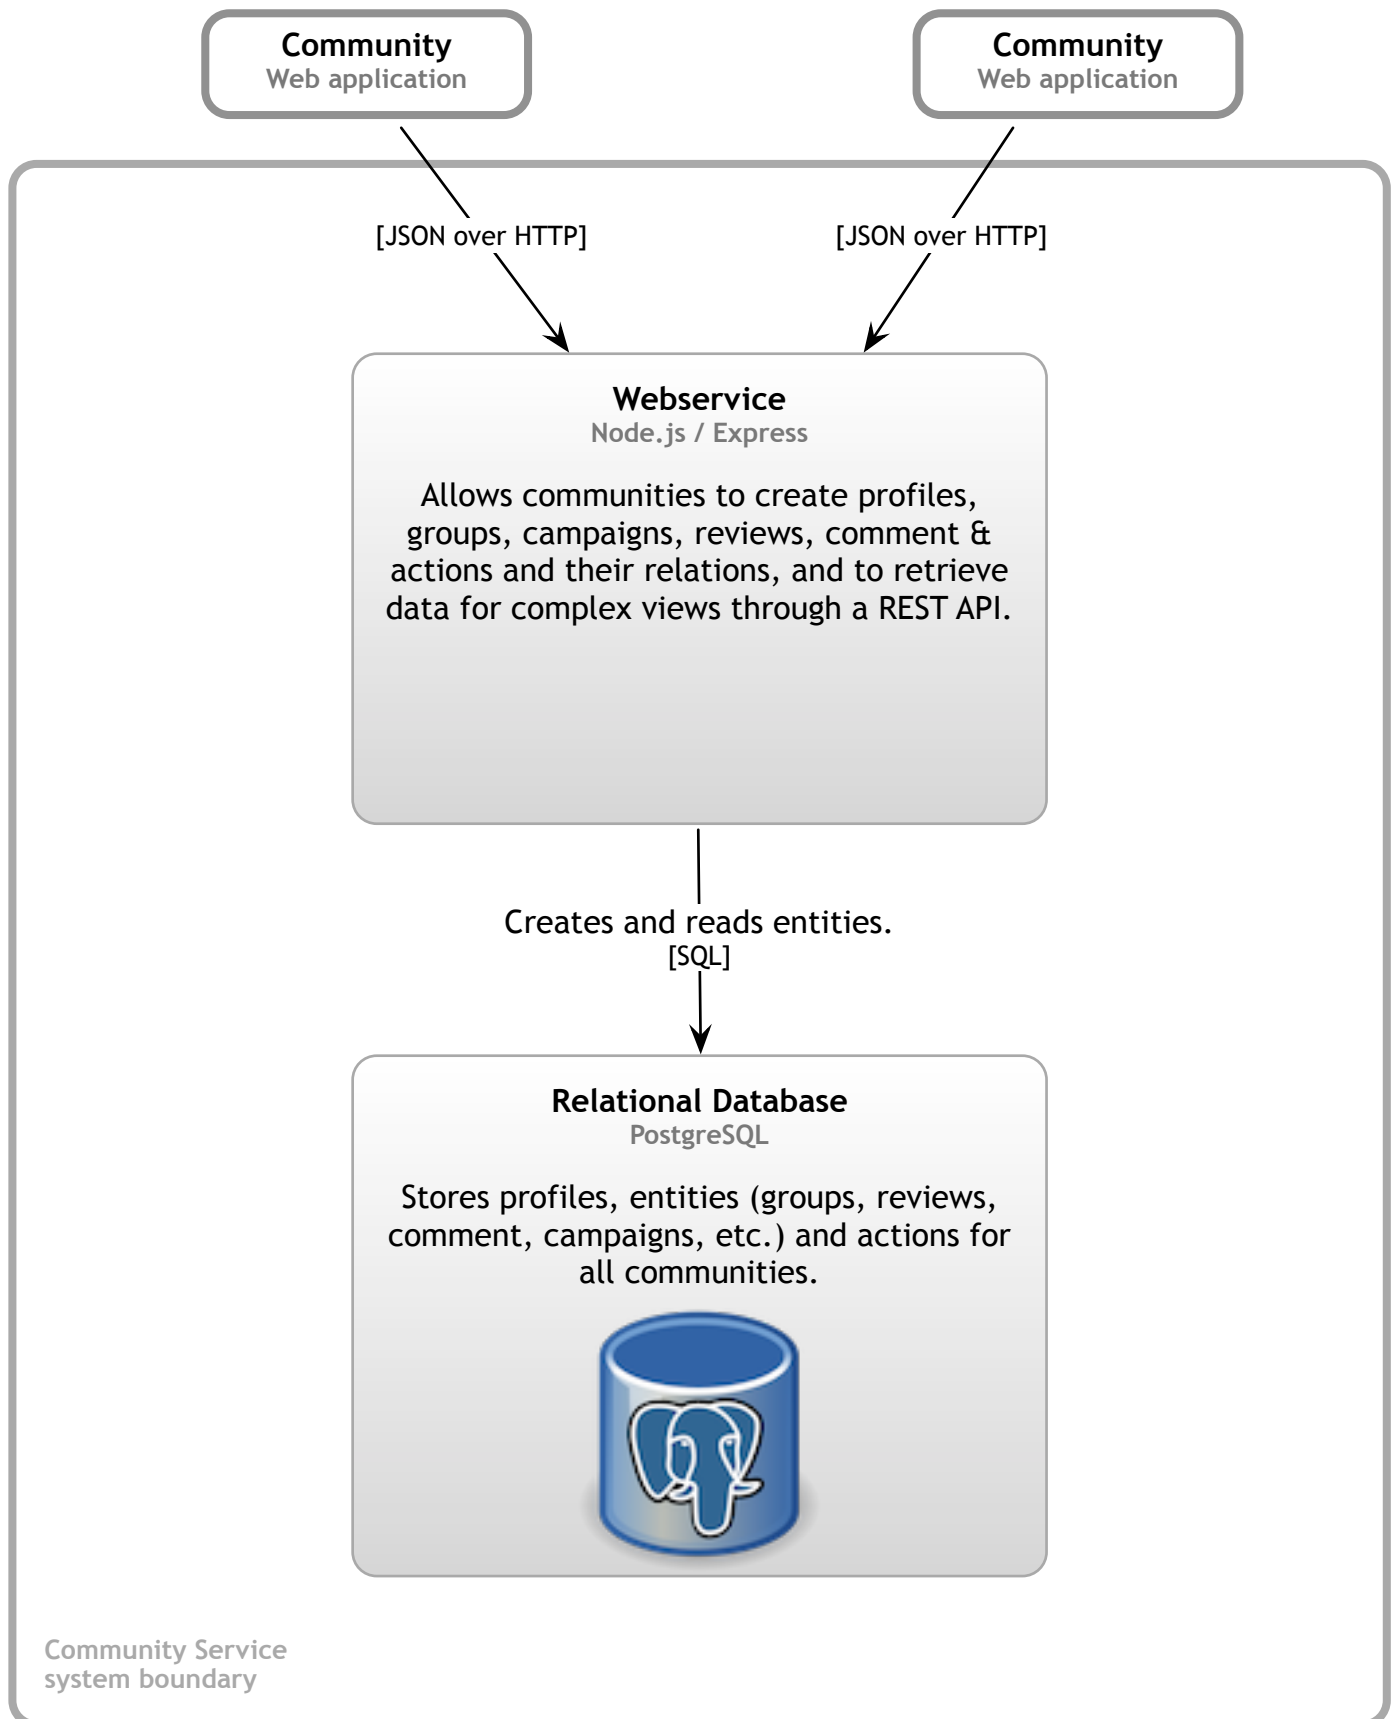 Community
Web application
Community
Web application
[JSON over HTTP]
[JSON over HTTP]
Webservice
Node.js / Express
Allows communities to create profiles,
groups, campaigns, reviews, comment &
actions and their relations, and to retrieve
data for complex views through a REST API.
Creates and reads entities.
[SQL]
Relational Database
PostgreSQL
Stores profiles, entities (groups, reviews,
comment, campaigns, etc.) and actions for
all communities.
Community Service
system boundary